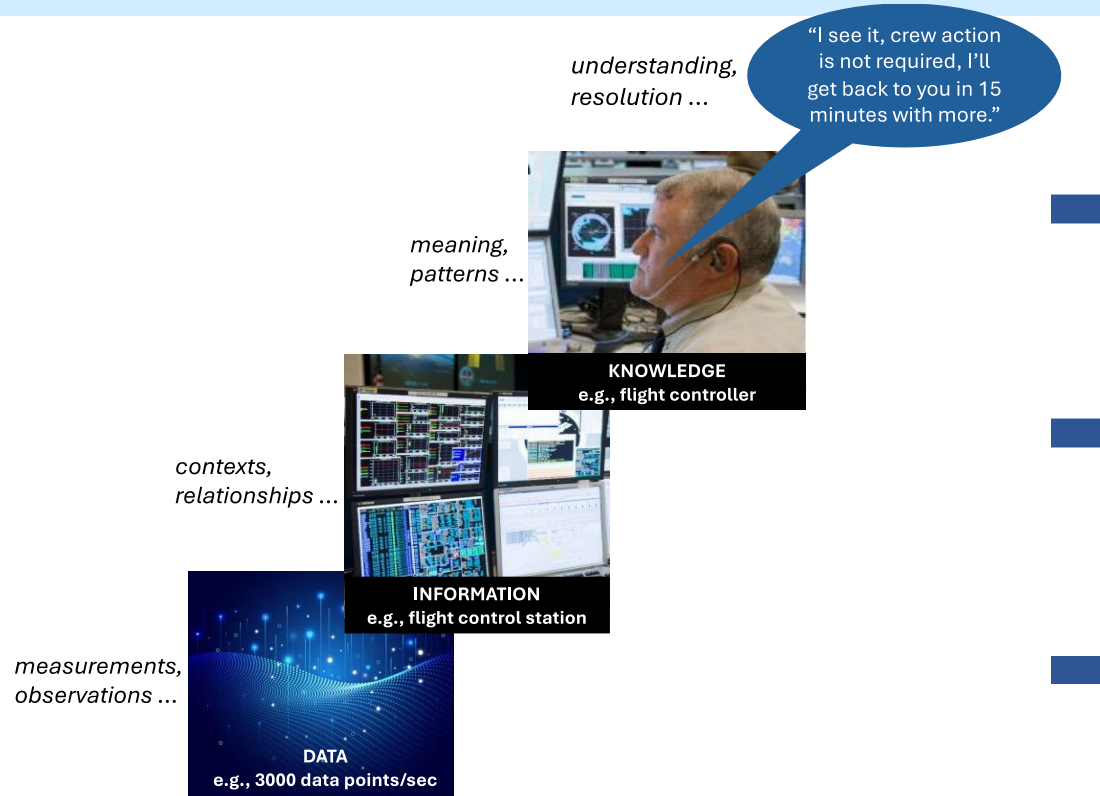 “I see it, crew action
is not required, I’ll
get back to you in 15
minutes with more.”
understanding,
resolution ...
meaning,
patterns ...
KNOWLEDGE
e.g., flight controller
contexts,
relationships ...
INFORMATION
e.g., flight control station
measurements,
observations ...
DATA
e.g., 3000 data points/sec